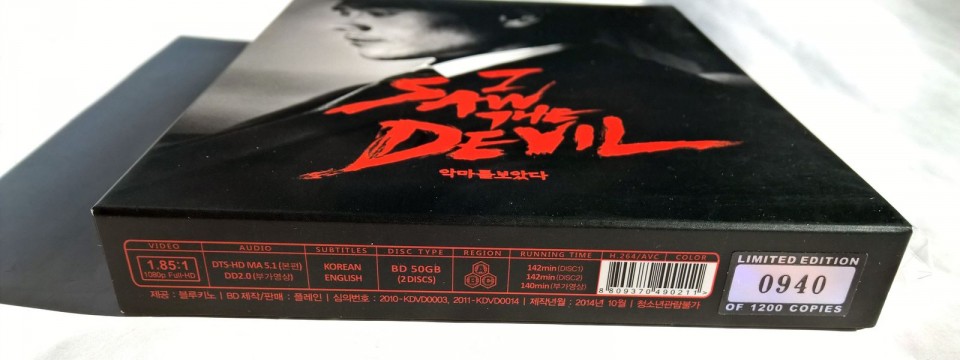 I
SAW
THE
DEVIL
악마를보았다
VIDEO AUDIO SUBTITLES DISC TYPE REGION RUNNING TIME H.264/AVC COLOR
1.85:1 DTS-HD MA 5.1 (본편) KOREAN BD 50GB A 142min(DISC1)
1080p Full-HD DD2.0 (부가영상) ENGLISH (2DISCS) B C 142min(DISC2)
140min(부가영상)
8 809370 490211 >
제공 : 블루키노 | BD 제작/판매 : 플레인 | 심의번호 : 2010-KDVD0003, 2011-KDVD0014 | 제작년월 : 2014년 10월 | 청소년관람불가
LIMITED EDITION
0940
OF 1200 COPIES